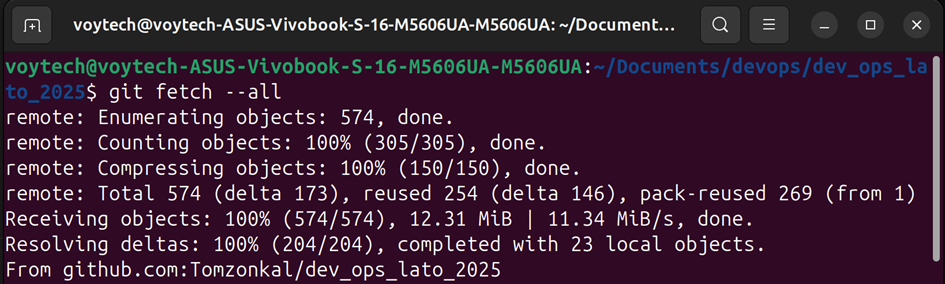 voytech@voytech-ASUS-Vivobook-S-16-M5606UA-M5606UA: ~/Document...
voytech@voytech-ASUS-Vivobook-S-16-M5606UA-M5606UA:~/Documents/devops/dev_ops_la
to_2025$ git fetch --all
remote: Enumerating objects: 574, done.
remote: Counting objects: 100% (305/305), done.
remote: Compressing objects: 100% (150/150), done.
remote: Total 574 (delta 173), reused 254 (delta 146), pack-reused 269 (from 1)
Receiving objects: 100% (574/574), 12.31 MiB | 11.34 MiB/s, done.
Resolving deltas: 100% (204/204), completed with 23 local objects.
From github.com:Tomzonkal/dev_ops_lato_2025